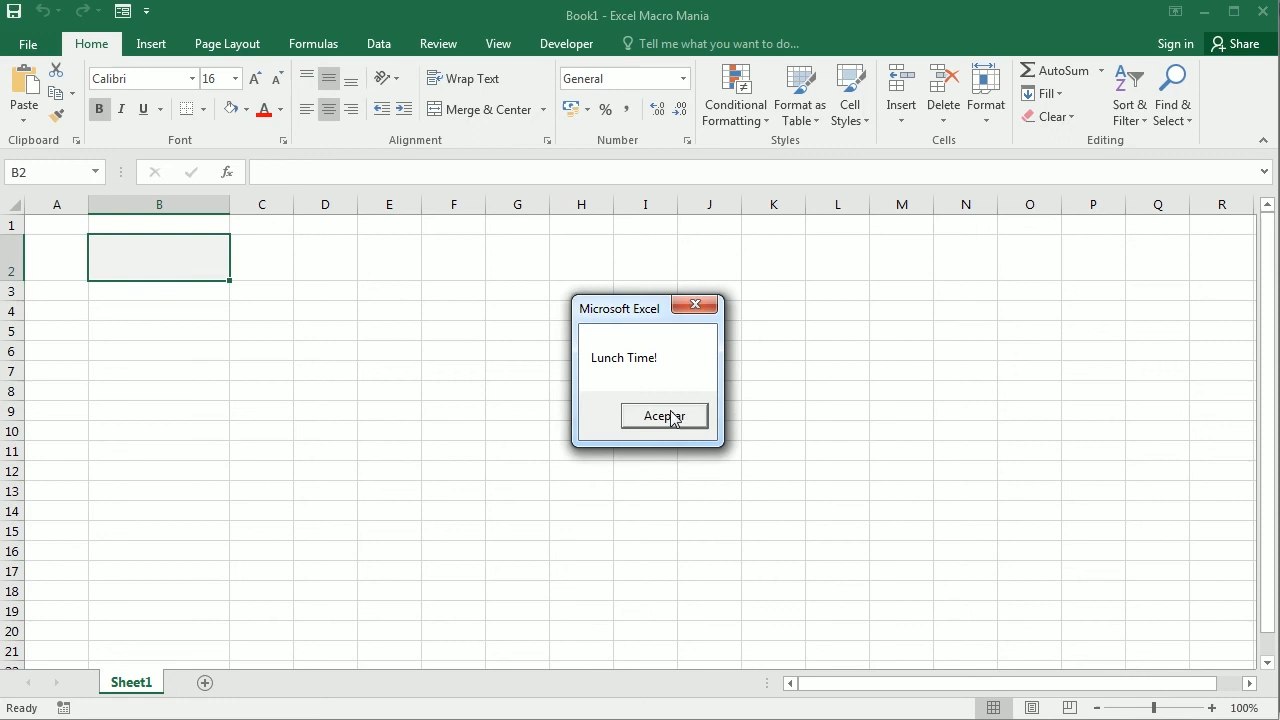 Book1 - Excel Macro Mania
File Home Insert Page Layout Formulas Data Review View Developer Tell me what you want to do... Sign in Share
Paste
Clipboard
Calibri 16
B I U A
Font
Wrap Text
Merge & Center
Alignment
General
% ,
Number
Conditional Formatting
Format as Table
Cell Styles
Styles
Insert Delete Format
Cells
AutoSum
Fill
Clear
Sort & Filter
Find & Select
Editing
B2 fx
A B C D E F G H I J K L M N O P Q R
1
2
3
4
5
6
7
8
9
10
11
12
13
14
15
16
17
18
19
20
21
Microsoft Excel
Lunch Time!
Aceptar
Sheet1
Ready 100%